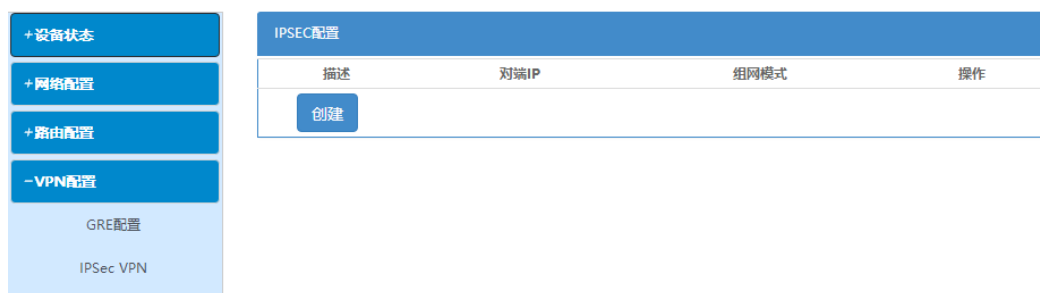 +设备状态
+网络配置
+路由配置
-VPN配置
GRE配置
IPSec VPN
IPSEC配置
描述 对端IP 组网模式 操作
创建